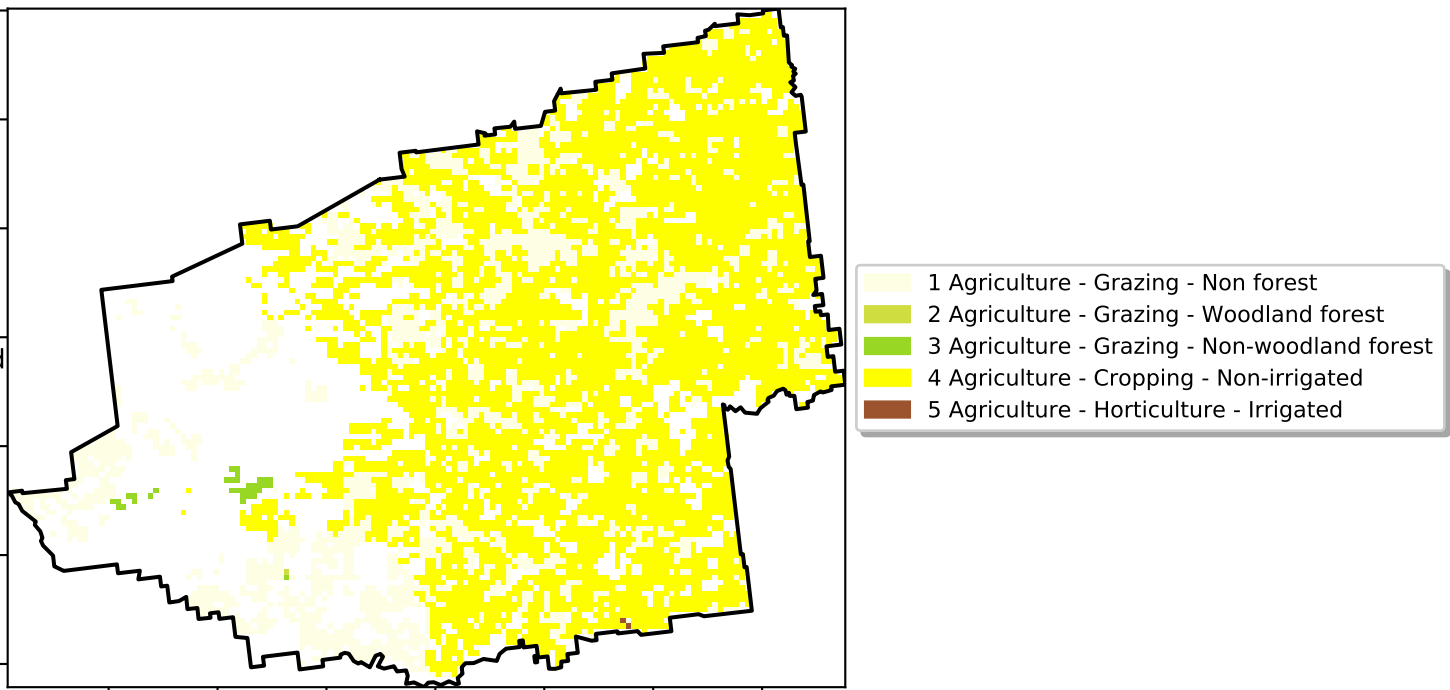 1 Agriculture - Grazing - Non forest
2 Agriculture - Grazing - Woodland forest
3 Agriculture - Grazing - Non-woodland forest
4 Agriculture - Cropping - Non-irrigated
5 Agriculture - Horticulture - Irrigated